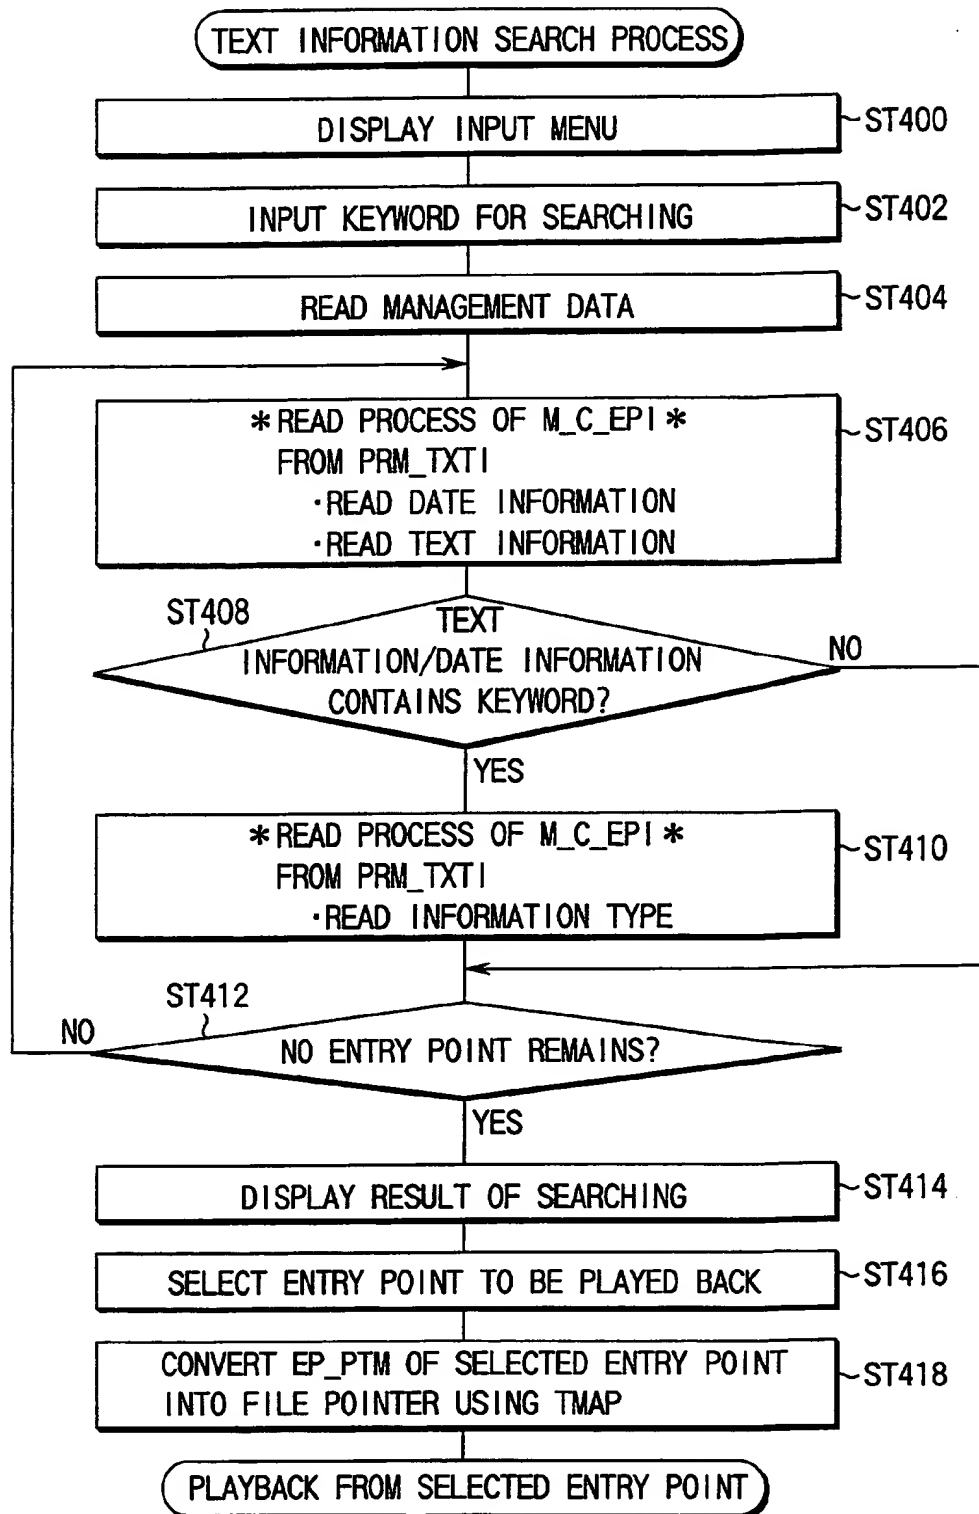 TEXT INFORMATION SEARCH PROCESS
DISPLAY INPUT MENU
ST400
INPUT KEYWORD FOR SEARCHING
ST402
READ MANAGEMENT DATA
ST404
*READ PROCESS OF M_C_EPI*
FROM PRM_TXTI
·READ DATE INFORMATION
·READ TEXT INFORMATION
ST406
ST408
TEXT
INFORMATION/DATE INFORMATION
CONTAINS KEYWORD?
NO
YES
*READ PROCESS OF M_C_EPI*
FROM PRM_TXTI
·READ INFORMATION TYPE
ST410
ST412
NO
NO ENTRY POINT REMAINS?
YES
DISPLAY RESULT OF SEARCHING
ST414
SELECT ENTRY POINT TO BE PLAYED BACK
ST416
CONVERT EP_PTM OF SELECTED ENTRY POINT
INTO FILE POINTER USING TMAP
ST418
PLAYBACK FROM SELECTED ENTRY POINT